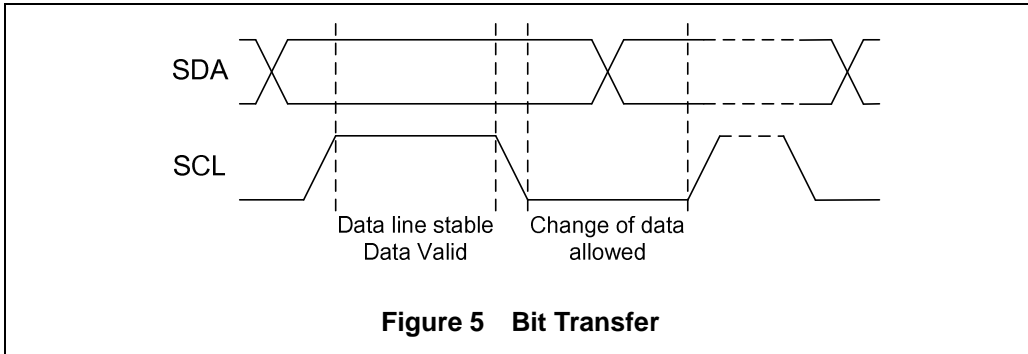 SDA
SCL
Data line stable
Data Valid
Change of data
allowed
Figure 5 Bit Transfer